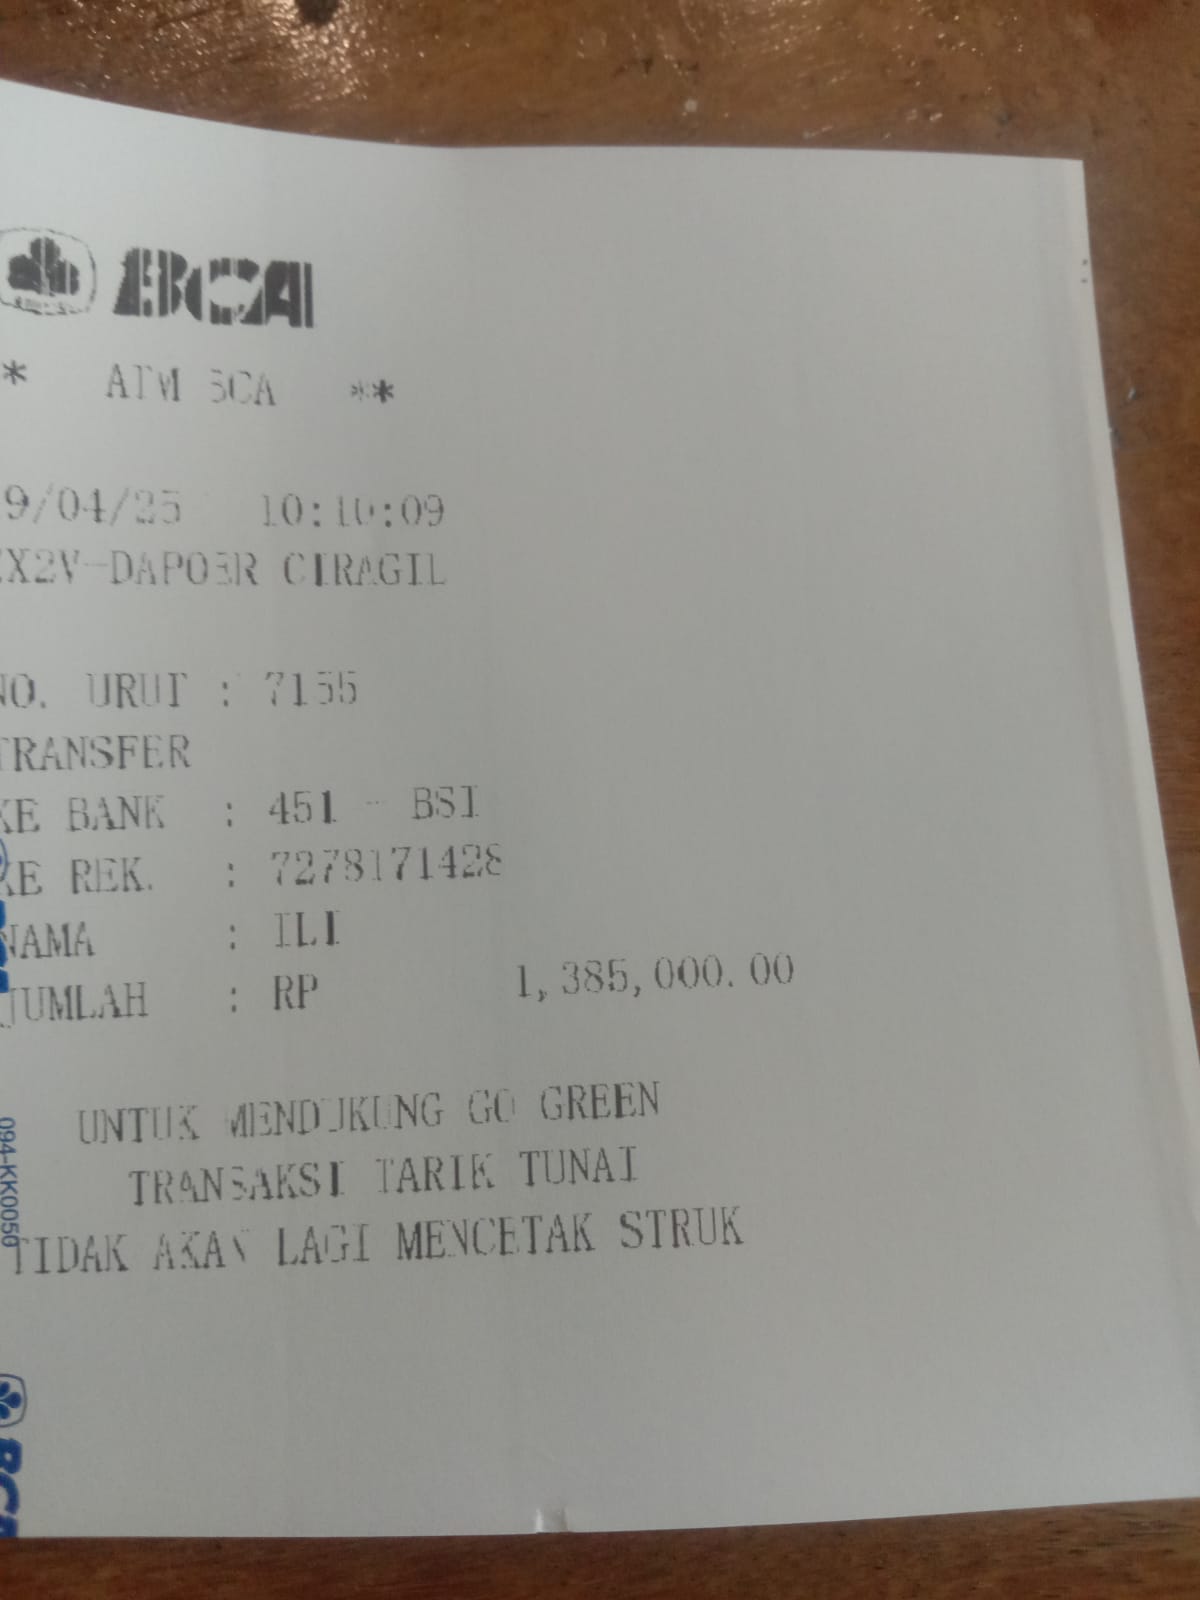 BCA
* ATM BCA **
9/04/25 10:10:09
X2V-DAPOER CIRAGIL
NO. URUT : 7155
TRANSFER
KE BANK : 451 - BSI
KE REK. : 7278171428
NAMA : ILI
JUMLAH : RP 1,385,000.00
UNTUK MENDUKUNG GO GREEN
TRANSAKSI TARIK TUNAI
TIDAK AKAN LAGI MENCETAK STRUK
094-KK0050
BCA